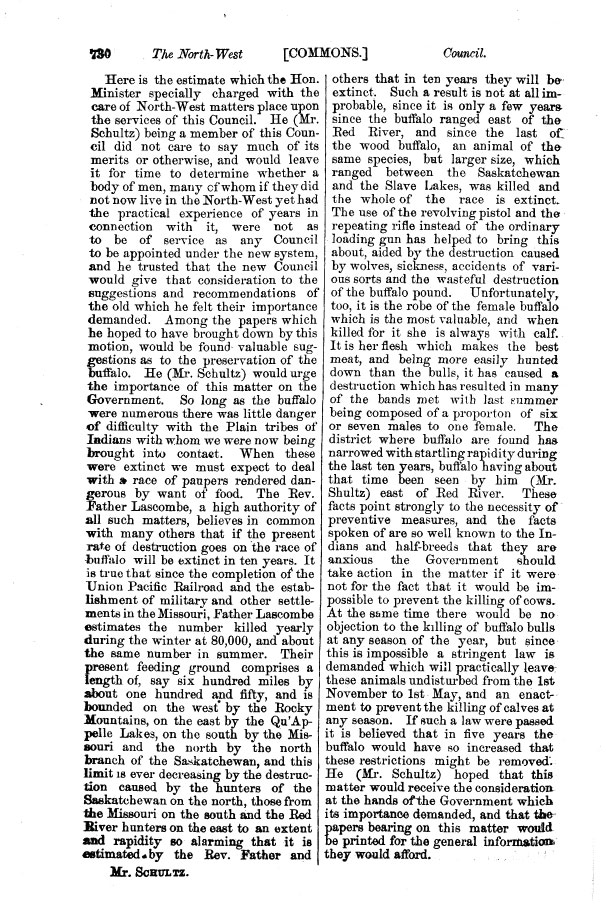 730 The North-West [COMMONS.] Council.
Here is the estimate which the Hon.
Minister specially charged with the
care of North-West matters place upon
the services of this Council. He (Mr.
Schultz) being a member of this Coun-
cil did not care to say much of its
merits or otherwise, and would leave
it for time to determine whether a
body of men, many of whom if they did
not now live in the North-West yet had
the practical experience of years in
connection with it, were not as
to be of service as any Council
to be appointed under the new system,
and he trusted that the new Council
would give that consideration to the
suggestions and recommendations of
the old which he felt their importance
demanded. Among the papers which
he hoped to have brought down by this
motion, would be found valuable sug-
gestions as to the preservation of the
buffalo. He (Mr. Schultz) would urge
the importance of this matter on the
Government. So long as the buffalo
were numerous there was little danger
of difficulty with the Plain tribes of
Indians with whom we were now being
brought into contact. When these
were extinct we must expect to deal
with a race of paupers rendered dan-
gerous by want of food. The Rev.
Father Lascombe, a high authority of
all such matters, believes in common
with many others that if the present
rate of destruction goes on the race of
buffalo will be extinct in ten years. It
is true that since the completion of the
Union Pacific Railroad and the estab-
lishment of military and other settle-
ments in the Missouri, Father Lascombe
estimates the number killed yearly
during the winter at 80,000, and about
the same number in summer. Their
present feeding ground comprises a
length of, say six hundred miles by
about one hundred and fifty, and is
bounded on the west by the Rocky
Mountains, on the east by the Qu'Ap-
pelle Lakes, on the south by the Mis-
souri and the north by the north
branch of the Saskatchewan, and this
limit is ever decreasing by the destruc-
tion caused by the hunters of the
Saskatchewan on the north, those from
the Missouri on the south and the Red
River hunters on the east to an extent
and rapidity so alarming that it is
estimated by the Rev. Father and
Mr. SCHULTZ.
others that in ten years they will be
extinct. Such a result is not at all im-
probable, since it is only a few years
since the buffalo ranged east of the
Red River, and since the last of
the wood buffalo, an animal of the
same species, but larger size, which
ranged between the Saskatchewan
and the Slave Lakes, was killed and
the whole of the race is extinct.
The use of the revolving pistol and the
repeating rifle instead of the ordinary
loading gun has helped to bring this
about, aided by the destruction caused
by wolves, sickness, accidents of vari-
ous sorts and the wasteful destruction
of the buffalo pound. Unfortunately,
too, it is the robe of the female buffalo
which is the most valuable, and when
killed for it she is always with calf.
It is her flesh which makes the best
meat, and being more easily hunted
down than the bulls, it has caused a
destruction which has resulted in many
of the bands met with last summer
being composed of a proporton of six
or seven males to one female. The
district where buffalo are found has
narrowed with startling rapidity during
the last ten years, buffalo having about
that time been seen by him (Mr.
Shultz) east of Red River. These
facts point strongly to the necessity of
preventive measures, and the facts
spoken of are so well known to the In-
dians and half-breeds that they are
anxious the Government should
take action in the matter if it were
not for the fact that it would be im-
possible to prevent the killing of cows.
At the same time there would be no
objection to the killing of buffalo bulls
at any season of the year, but since
this is impossible a stringent law is
demanded which will practically leave
these animals undisturbed from the 1st
November to 1st May, and an enact-
ment to prevent the killing of calves at
any season. If such a law were passed
it is believed that in five years the
buffalo would have so increased that
these restrictions might be removed.
He (Mr. Schultz) hoped that this
matter would receive the consideration
at the hands of the Government which
its importance demanded, and that the
papers bearing on this matter would
be printed for the general information
they would afford.